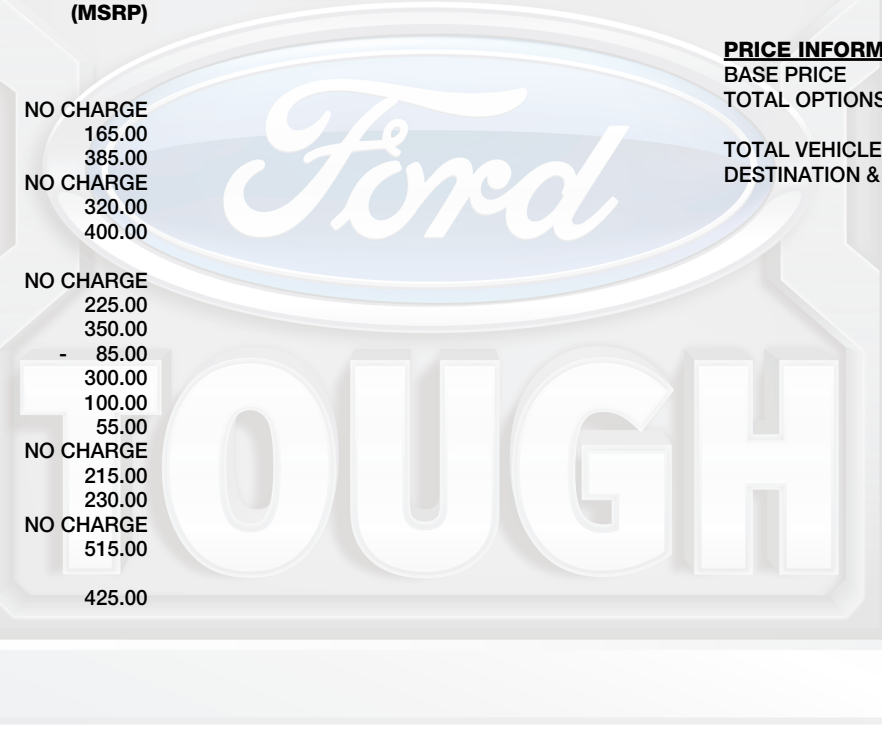 (MSRP)
NO CHARGE
165.00
385.00
NO CHARGE
320.00
400.00
NO CHARGE
225.00
350.00
- 85.00
300.00
100.00
55.00
NO CHARGE
215.00
230.00
NO CHARGE
515.00
425.00
PRICE INFORM
BASE PRICE
TOTAL OPTIONS
TOTAL VEHICLE
DESTINATION &
Ford
TOUGH